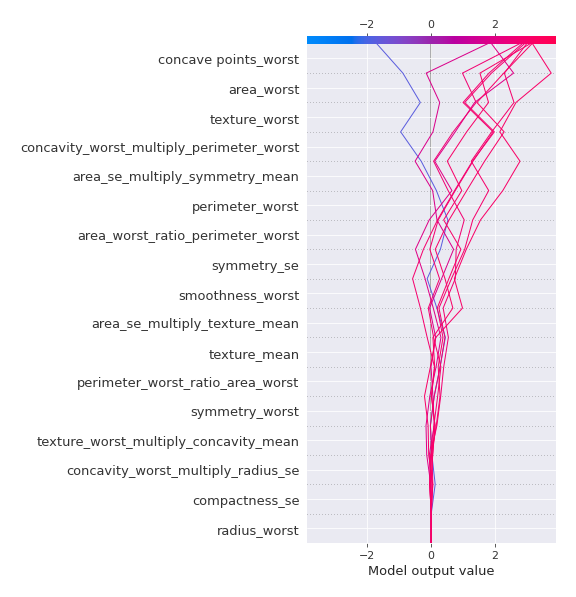 −2 0 2
concave points_worst
area_worst
texture_worst
concavity_worst_multiply_perimeter_worst
area_se_multiply_symmetry_mean
perimeter_worst
area_worst_ratio_perimeter_worst
symmetry_se
smoothness_worst
area_se_multiply_texture_mean
texture_mean
perimeter_worst_ratio_area_worst
symmetry_worst
texture_worst_multiply_concavity_mean
concavity_worst_multiply_radius_se
compactness_se
radius_worst
−2 0 2
Model output value